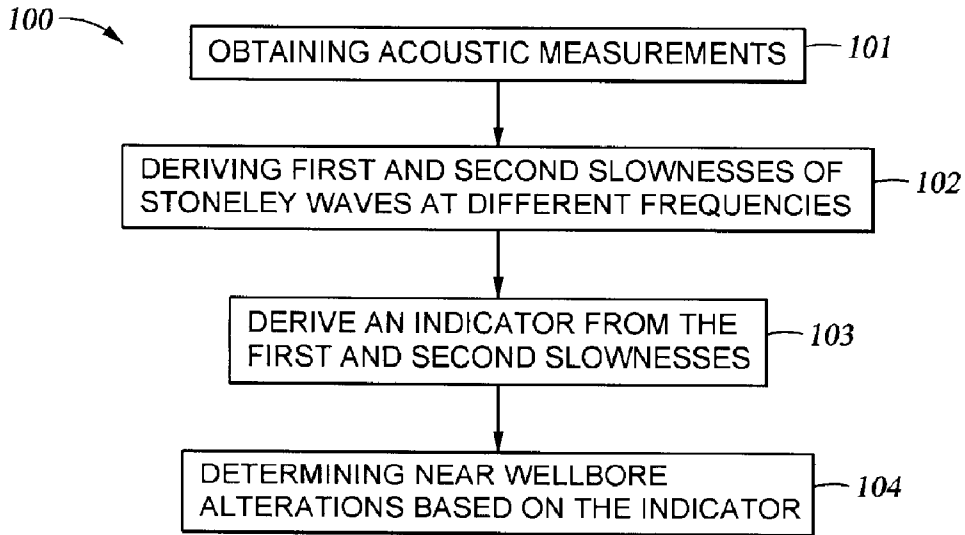 100
OBTAINING ACOUSTIC MEASUREMENTS
101
DERIVING FIRST AND SECOND SLOWNESSES OF
STONELEY WAVES AT DIFFERENT FREQUENCIES
102
DERIVE AN INDICATOR FROM THE
FIRST AND SECOND SLOWNESSES
103
DETERMINING NEAR WELLBORE
ALTERATIONS BASED ON THE INDICATOR
104